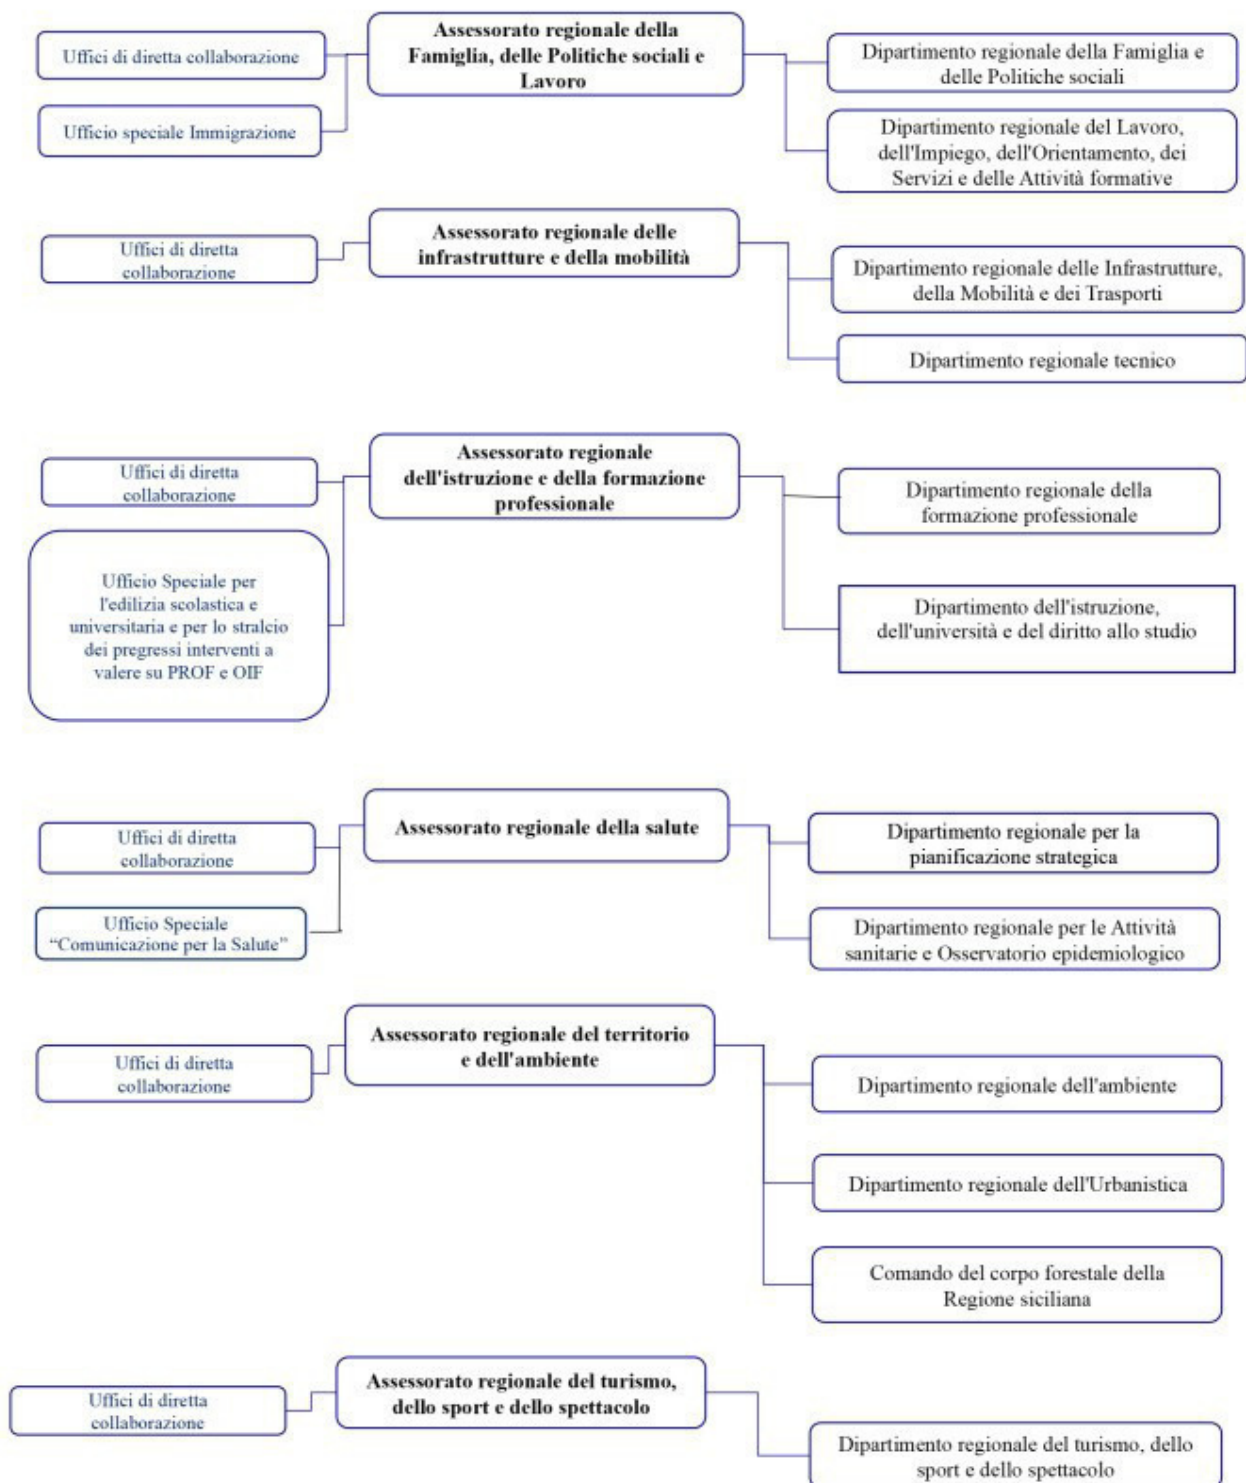 Assessorato regionale della
Famiglia, delle Politiche sociali e
Lavoro
Uffici di diretta collaborazione
Ufficio speciale Immigrazione
Dipartimento regionale della Famiglia e
delle Politiche sociali
Dipartimento regionale del Lavoro,
dell'Impiego, dell'Orientamento, dei
Servizi e delle Attività formative
Assessorato regionale delle
infrastrutture e della mobilità
Uffici di diretta
collaborazione
Dipartimento regionale delle Infrastrutture,
della Mobilità e dei Trasporti
Dipartimento regionale tecnico
Assessorato regionale
dell'istruzione e della formazione
professionale
Uffici di diretta
collaborazione
Ufficio Speciale per
l'edilizia scolastica e
universitaria e per lo stralcio
dei pregressi interventi a
valere su PROF e OIF
Dipartimento regionale della
formazione professionale
Dipartimento dell'istruzione,
dell'università e del diritto allo studio
Assessorato regionale della salute
Uffici di diretta
collaborazione
Ufficio Speciale
“Comunicazione per la Salute”
Dipartimento regionale per la
pianificazione strategica
Dipartimento regionale per le Attività
sanitarie e Osservatorio epidemiologico
Assessorato regionale del territorio
e dell'ambiente
Uffici di diretta
collaborazione
Dipartimento regionale dell'ambiente
Dipartimento regionale dell'Urbanistica
Comando del corpo forestale della
Regione siciliana
Assessorato regionale del turismo,
dello sport e dello spettacolo
Uffici di diretta
collaborazione
Dipartimento regionale del turismo, dello
sport e dello spettacolo